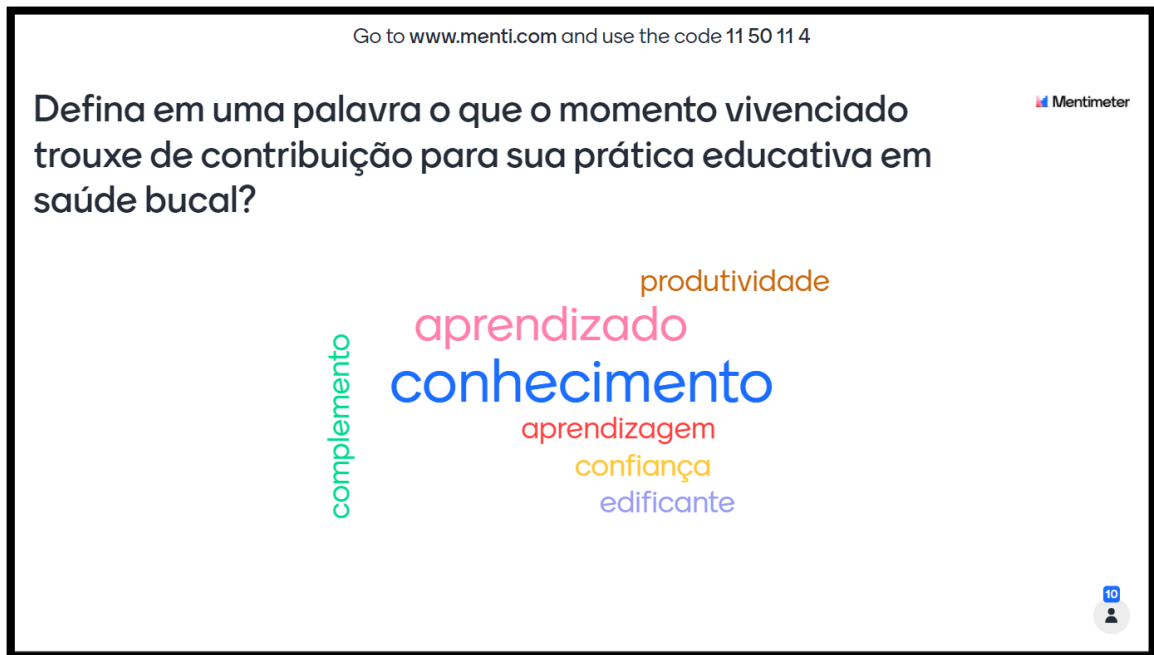 Go to www.menti.com and use the code 11 50 11 4
Mentimeter
Defina em uma palavra o que o momento vivenciado
trouxe de contribuição para sua prática educativa em
saúde bucal?
produtividade
aprendizado
complemento
conhecimento
aprendizagem
confiança
edificante
10